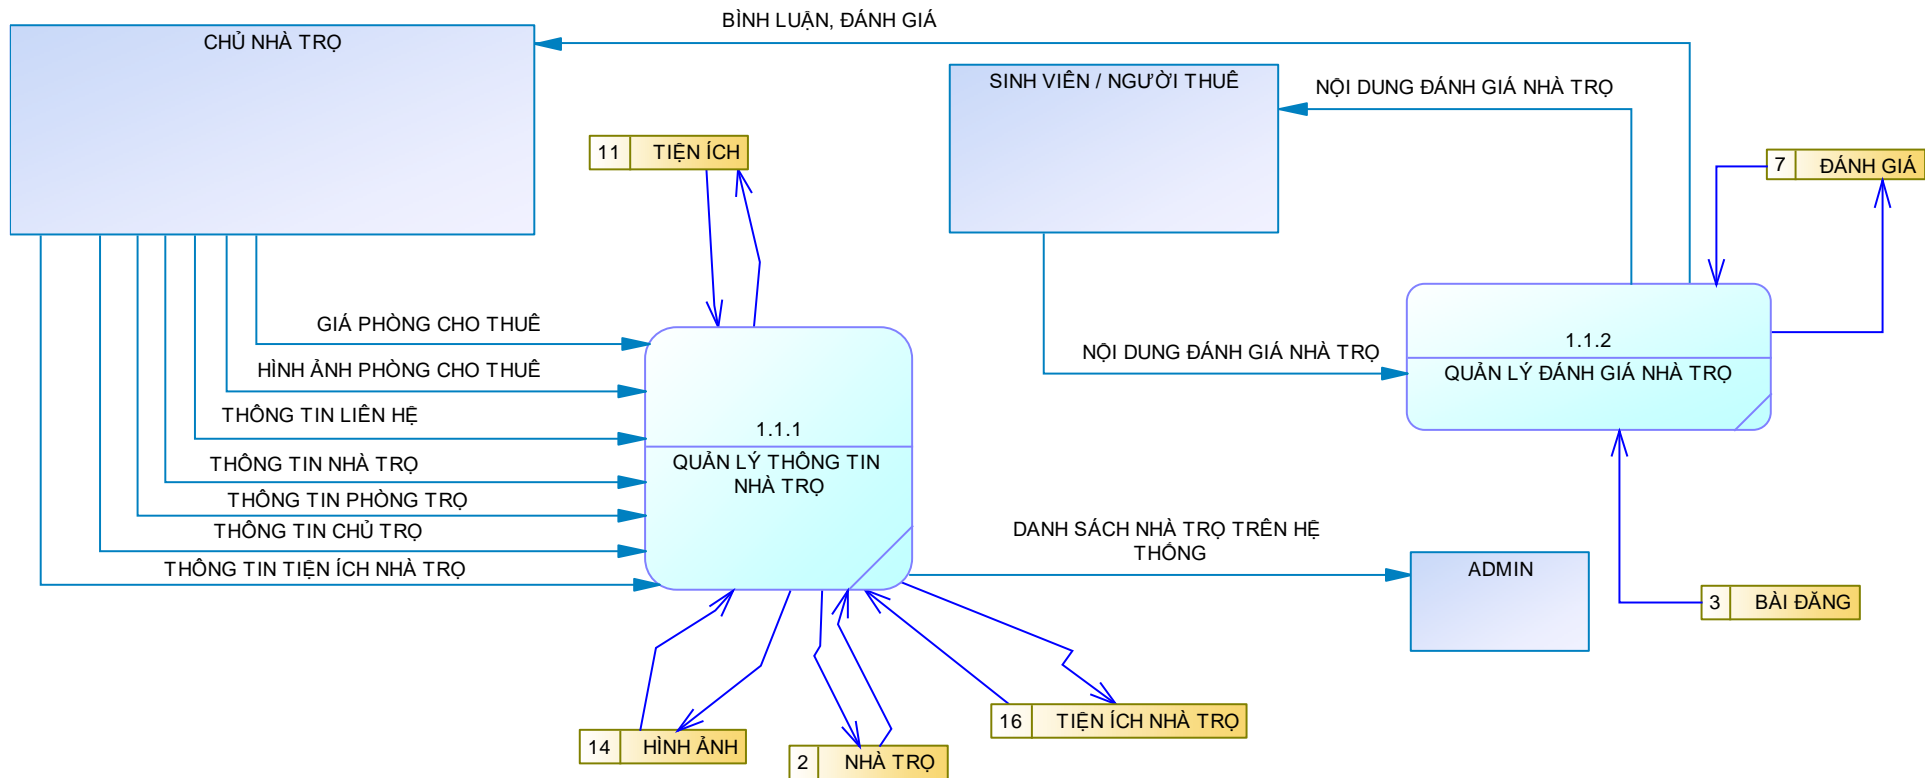 BÌNH LUẬN, ĐÁNH GIÁ
CHỦ NHÀ TRỌ
SINH VIÊN / NGƯỜI THUÊ
NỘI DUNG ĐÁNH GIÁ NHÀ TRỌ
11 TIỆN ÍCH
7 ĐÁNH GIÁ
GIÁ PHÒNG CHO THUÊ
HÌNH ẢNH PHÒNG CHO THUÊ
THÔNG TIN LIÊN HỆ
THÔNG TIN NHÀ TRỌ
THÔNG TIN PHÒNG TRỌ
THÔNG TIN CHỦ TRỌ
THÔNG TIN TIỆN ÍCH NHÀ TRỌ
1.1.1
QUẢN LÝ THÔNG TIN
NHÀ TRỌ
NỘI DUNG ĐÁNH GIÁ NHÀ TRỌ
1.1.2
QUẢN LÝ ĐÁNH GIÁ NHÀ TRỌ
DANH SÁCH NHÀ TRỌ TRÊN HỆ
THỐNG
ADMIN
3 BÀI ĐĂNG
14 HÌNH ẢNH
2 NHÀ TRỌ
16 TIỆN ÍCH NHÀ TRỌ